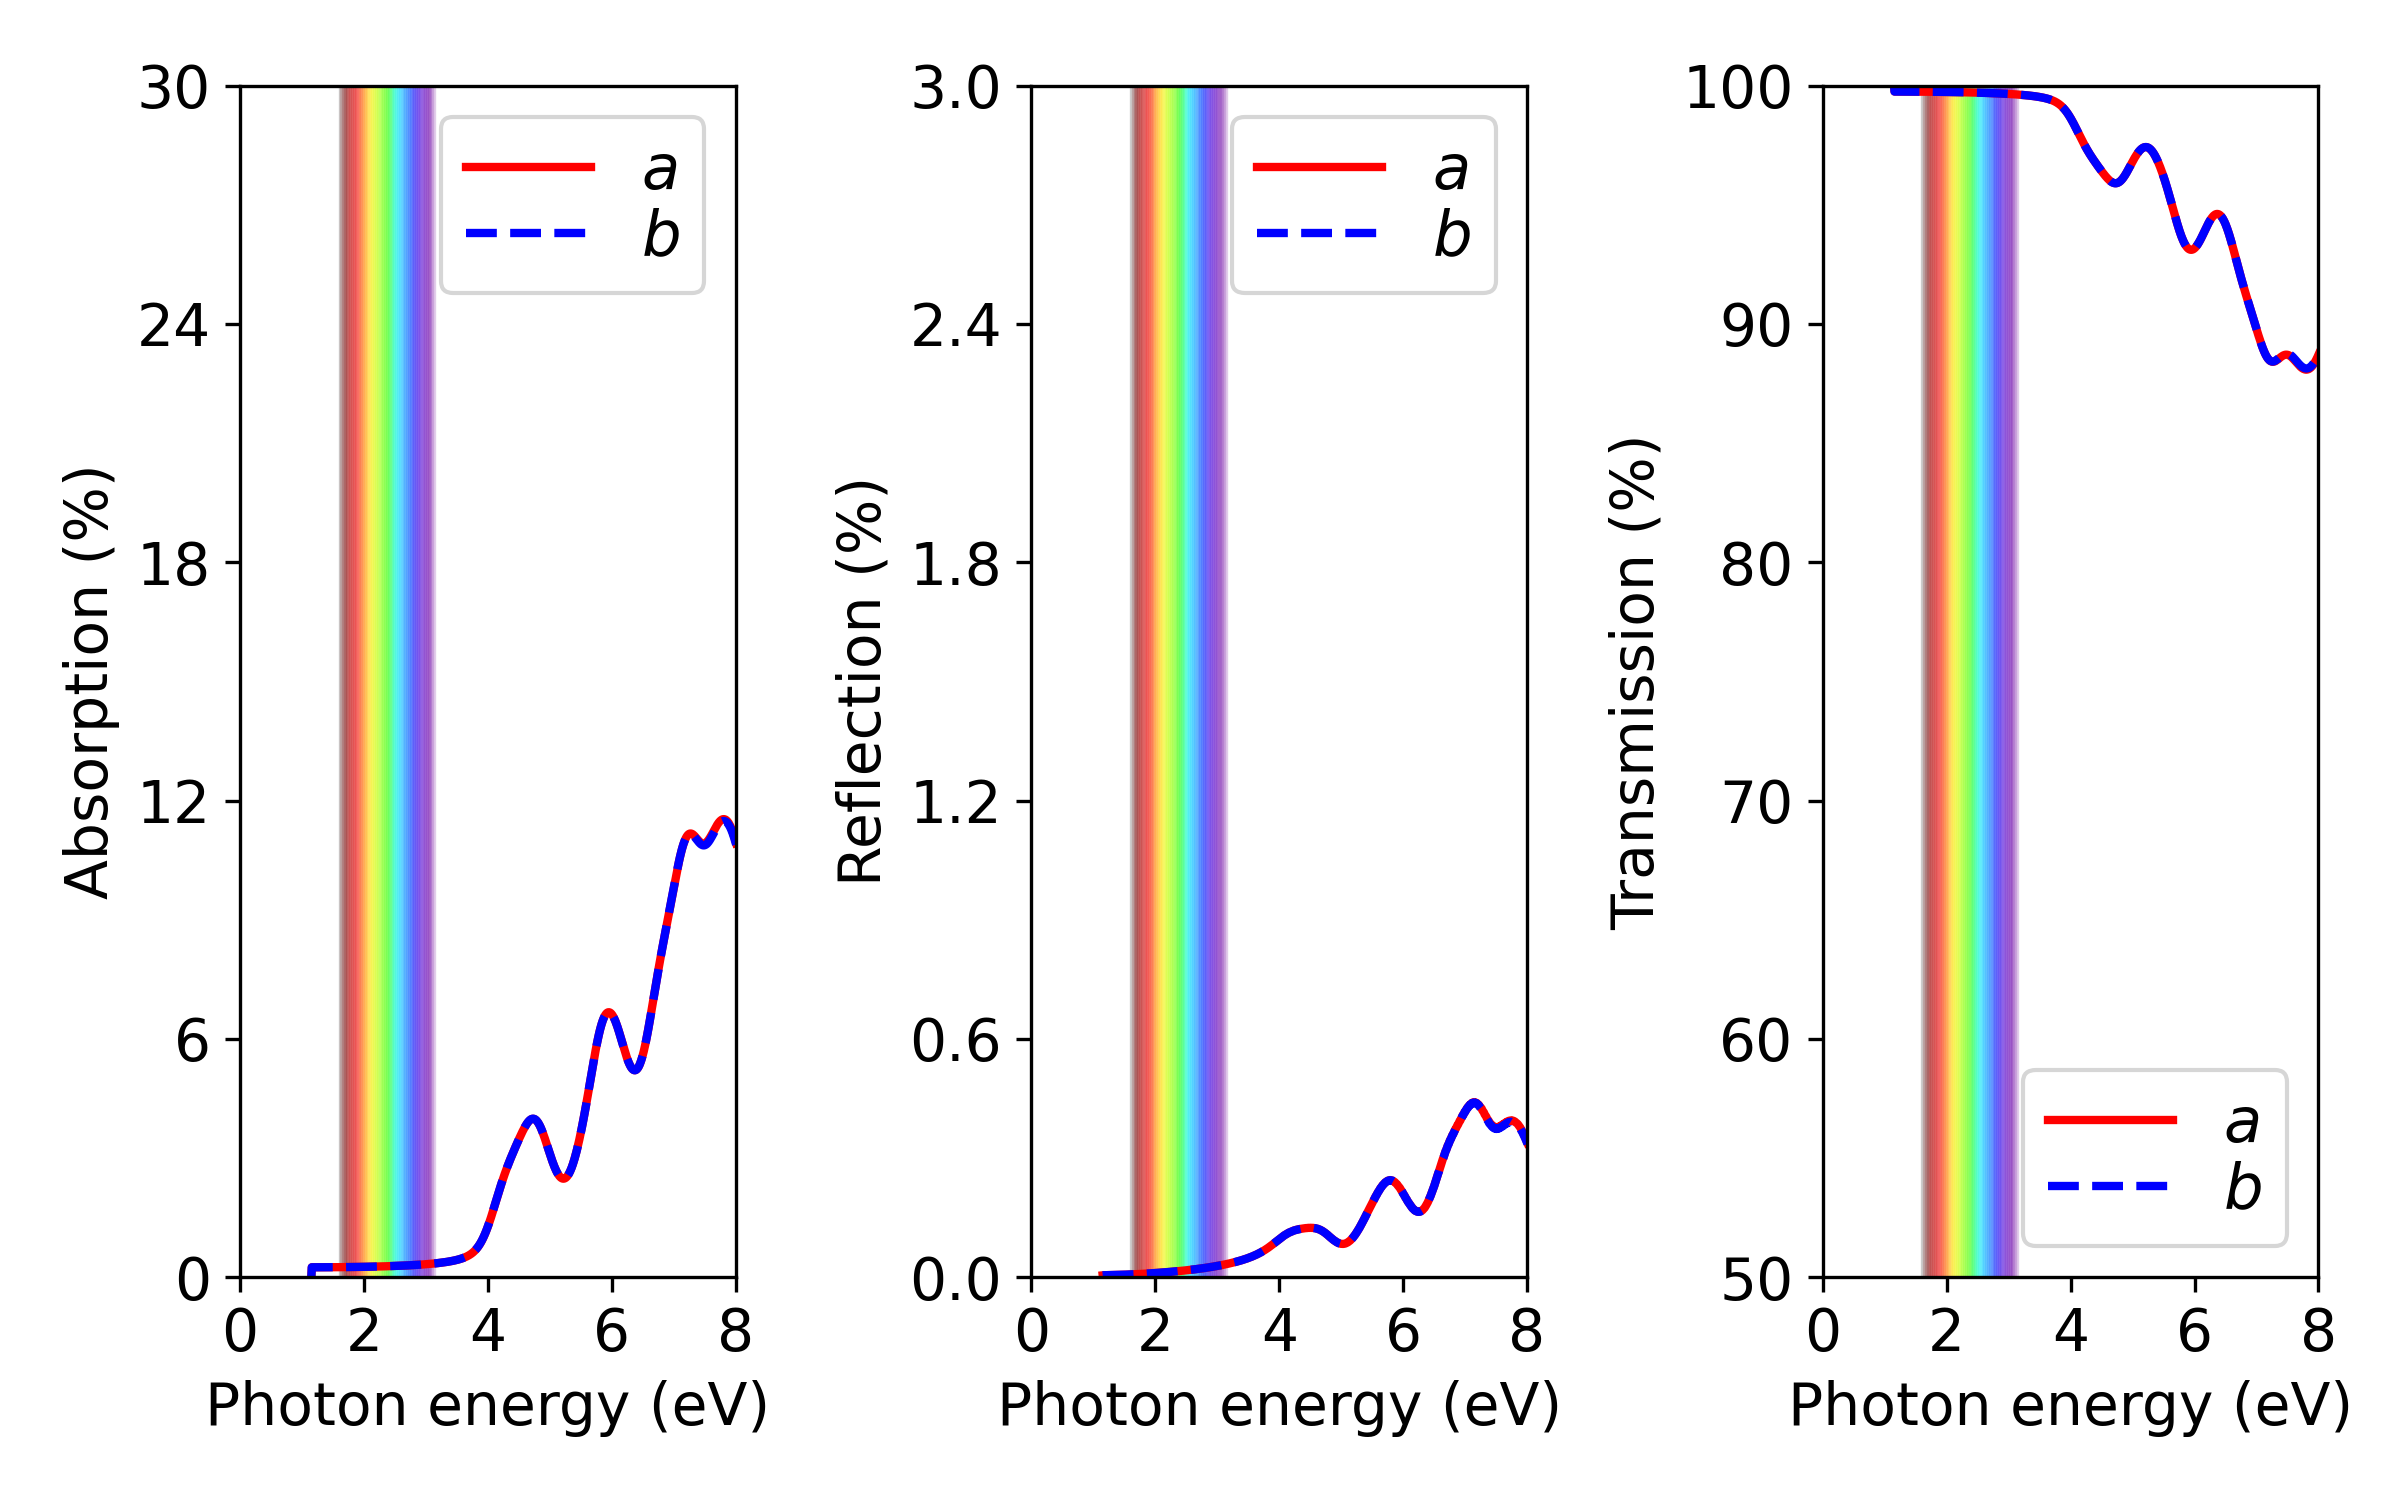 Absorption (%)
30
24
18
12
6
0
0 2 4 6 8
Photon energy (eV)
a
b
Reflection (%)
3.0
2.4
1.8
1.2
0.6
0.0
0 2 4 6 8
Photon energy (eV)
a
b
Transmission (%)
100
90
80
70
60
50
0 2 4 6 8
Photon energy (eV)
a
b